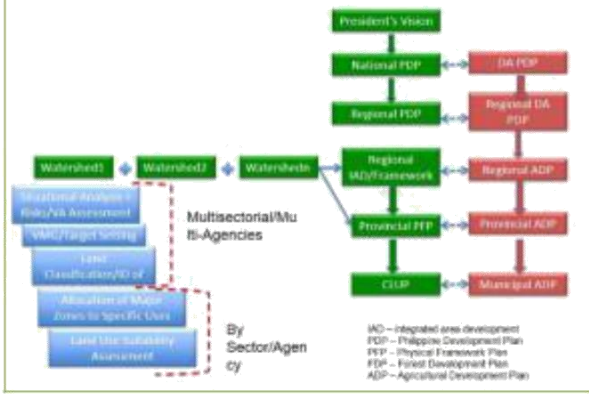 President's Vision
National PDP
DA PDP
Regional PDP
Regional DA
PDP
Watershed1
Watershed2
Watershedn
Regional
IAD/Framework
Regional ADP
Situational Analysis
Risks/VA Assessment
VMG/Target Setting
Land
Classification/ID of
Multisectorial/Mu
lti-Agencies
Provincial PFP
Provincial ADP
Allocation of Major
Zones to Specific Uses
Land Use Suitability
Assessment
By
Sector/Agen
cy
CLUP
Municipal ADP
IAD – Integrated area development
PDP – Philippine Development Plan
PFP – Physical Framework Plan
FDP – Forest Development Plan
ADP – Agricultural Development Plan